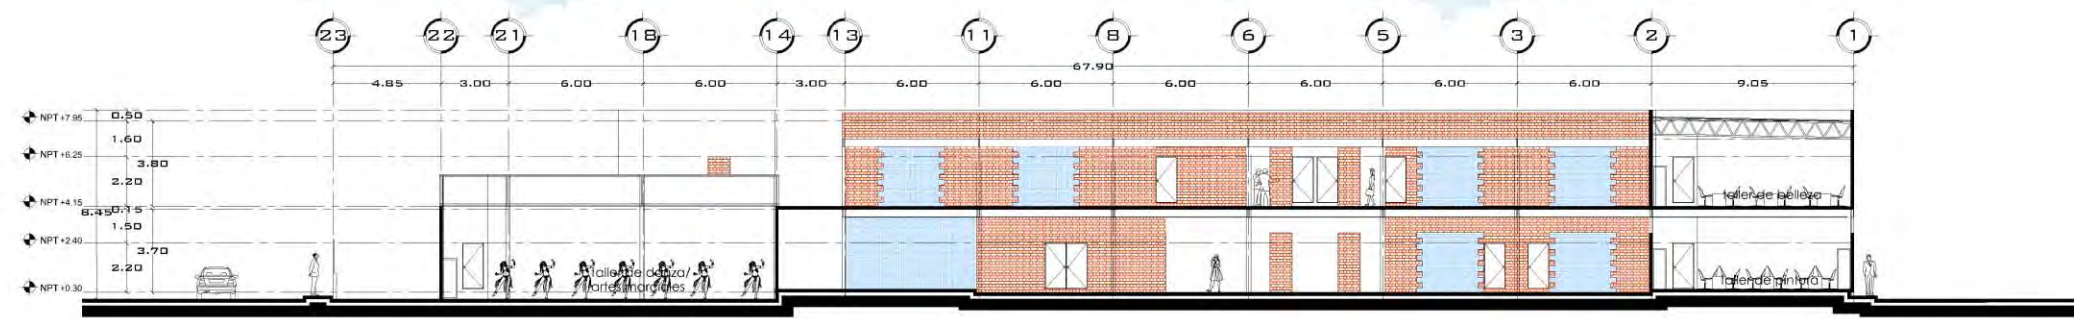 23 22 21 18 14 13 11 8 6 5 3 2 1
67.90
4.85 3.00 6.00 6.00 3.00 6.00 6.00 6.00 6.00 6.00 6.00 9.05
NPT +7.95
0.50
1.60
NPT +6.25
3.80
2.20
NPT +4.15
8.45
0.15
1.50
NPT +2.40
3.70
2.20
NPT +0.30
taller de danza/
artes marciales
taller de belleza
taller de pintura